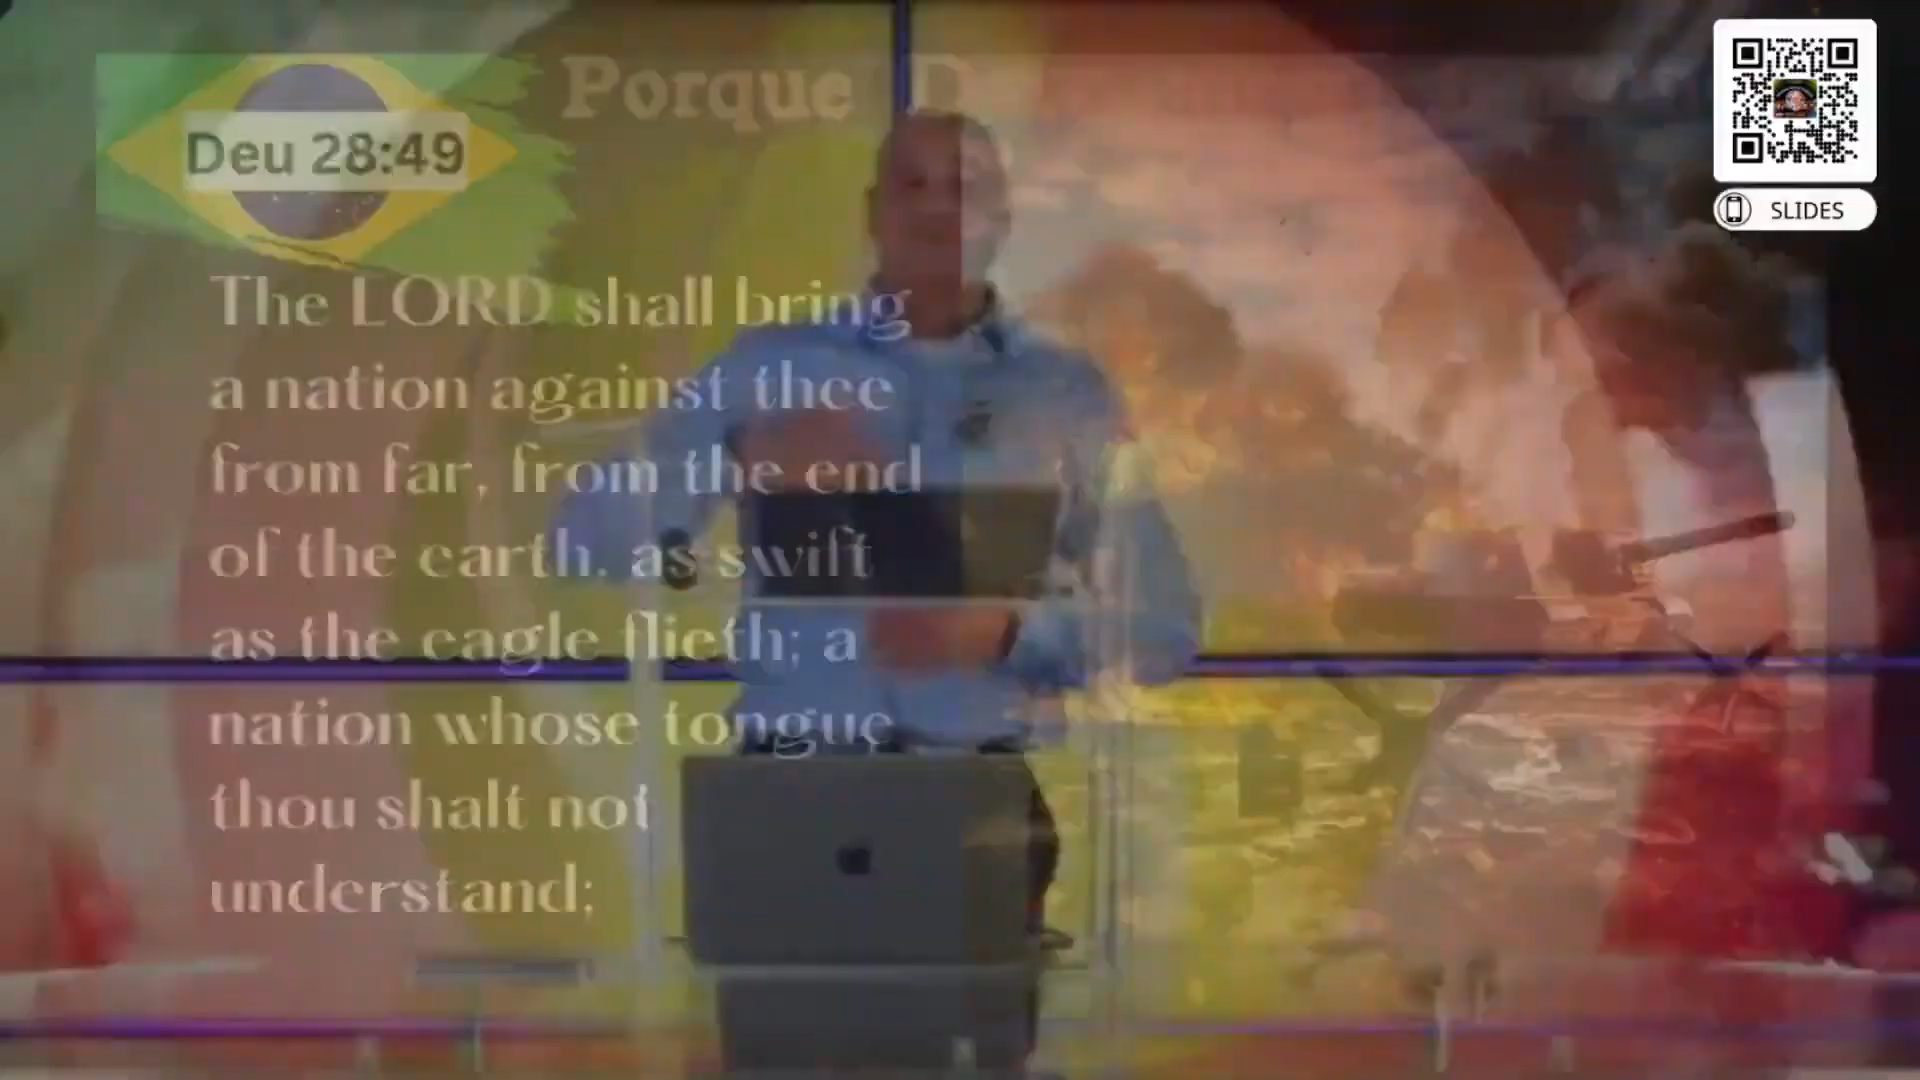 Porque
Deu 28:49
The LORD shall bring
a nation against thee
from far, from the end
of the earth, as swift
as the eagle flieth; a
nation whose tongue
thou shalt not
understand;
SLIDES